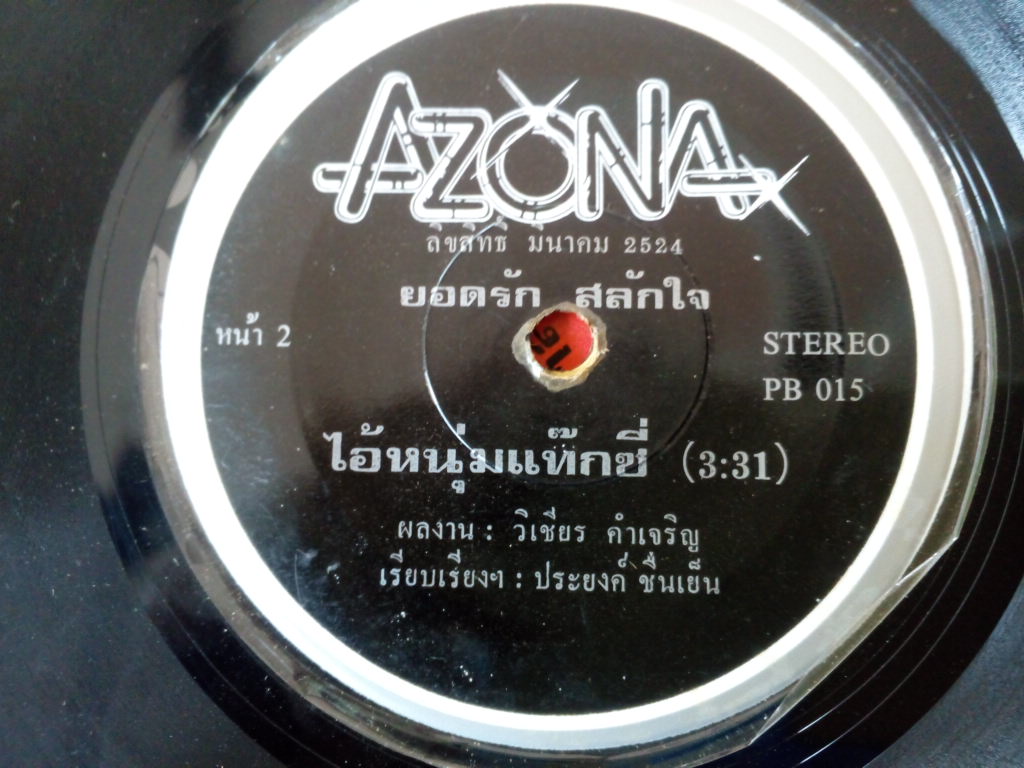 AZONA
ลิขสิทธิ์ มีนาคม 2524
ยอดรัก สลักใจ
หน้า 2
STEREO
PB 015
ไอ้หนุ่มแท๊กซี่ (3:31)
ผลงาน : วิเชียร คำเจริญ
เรียบเรียงฯ : ประยงค์ ชื่นเย็น